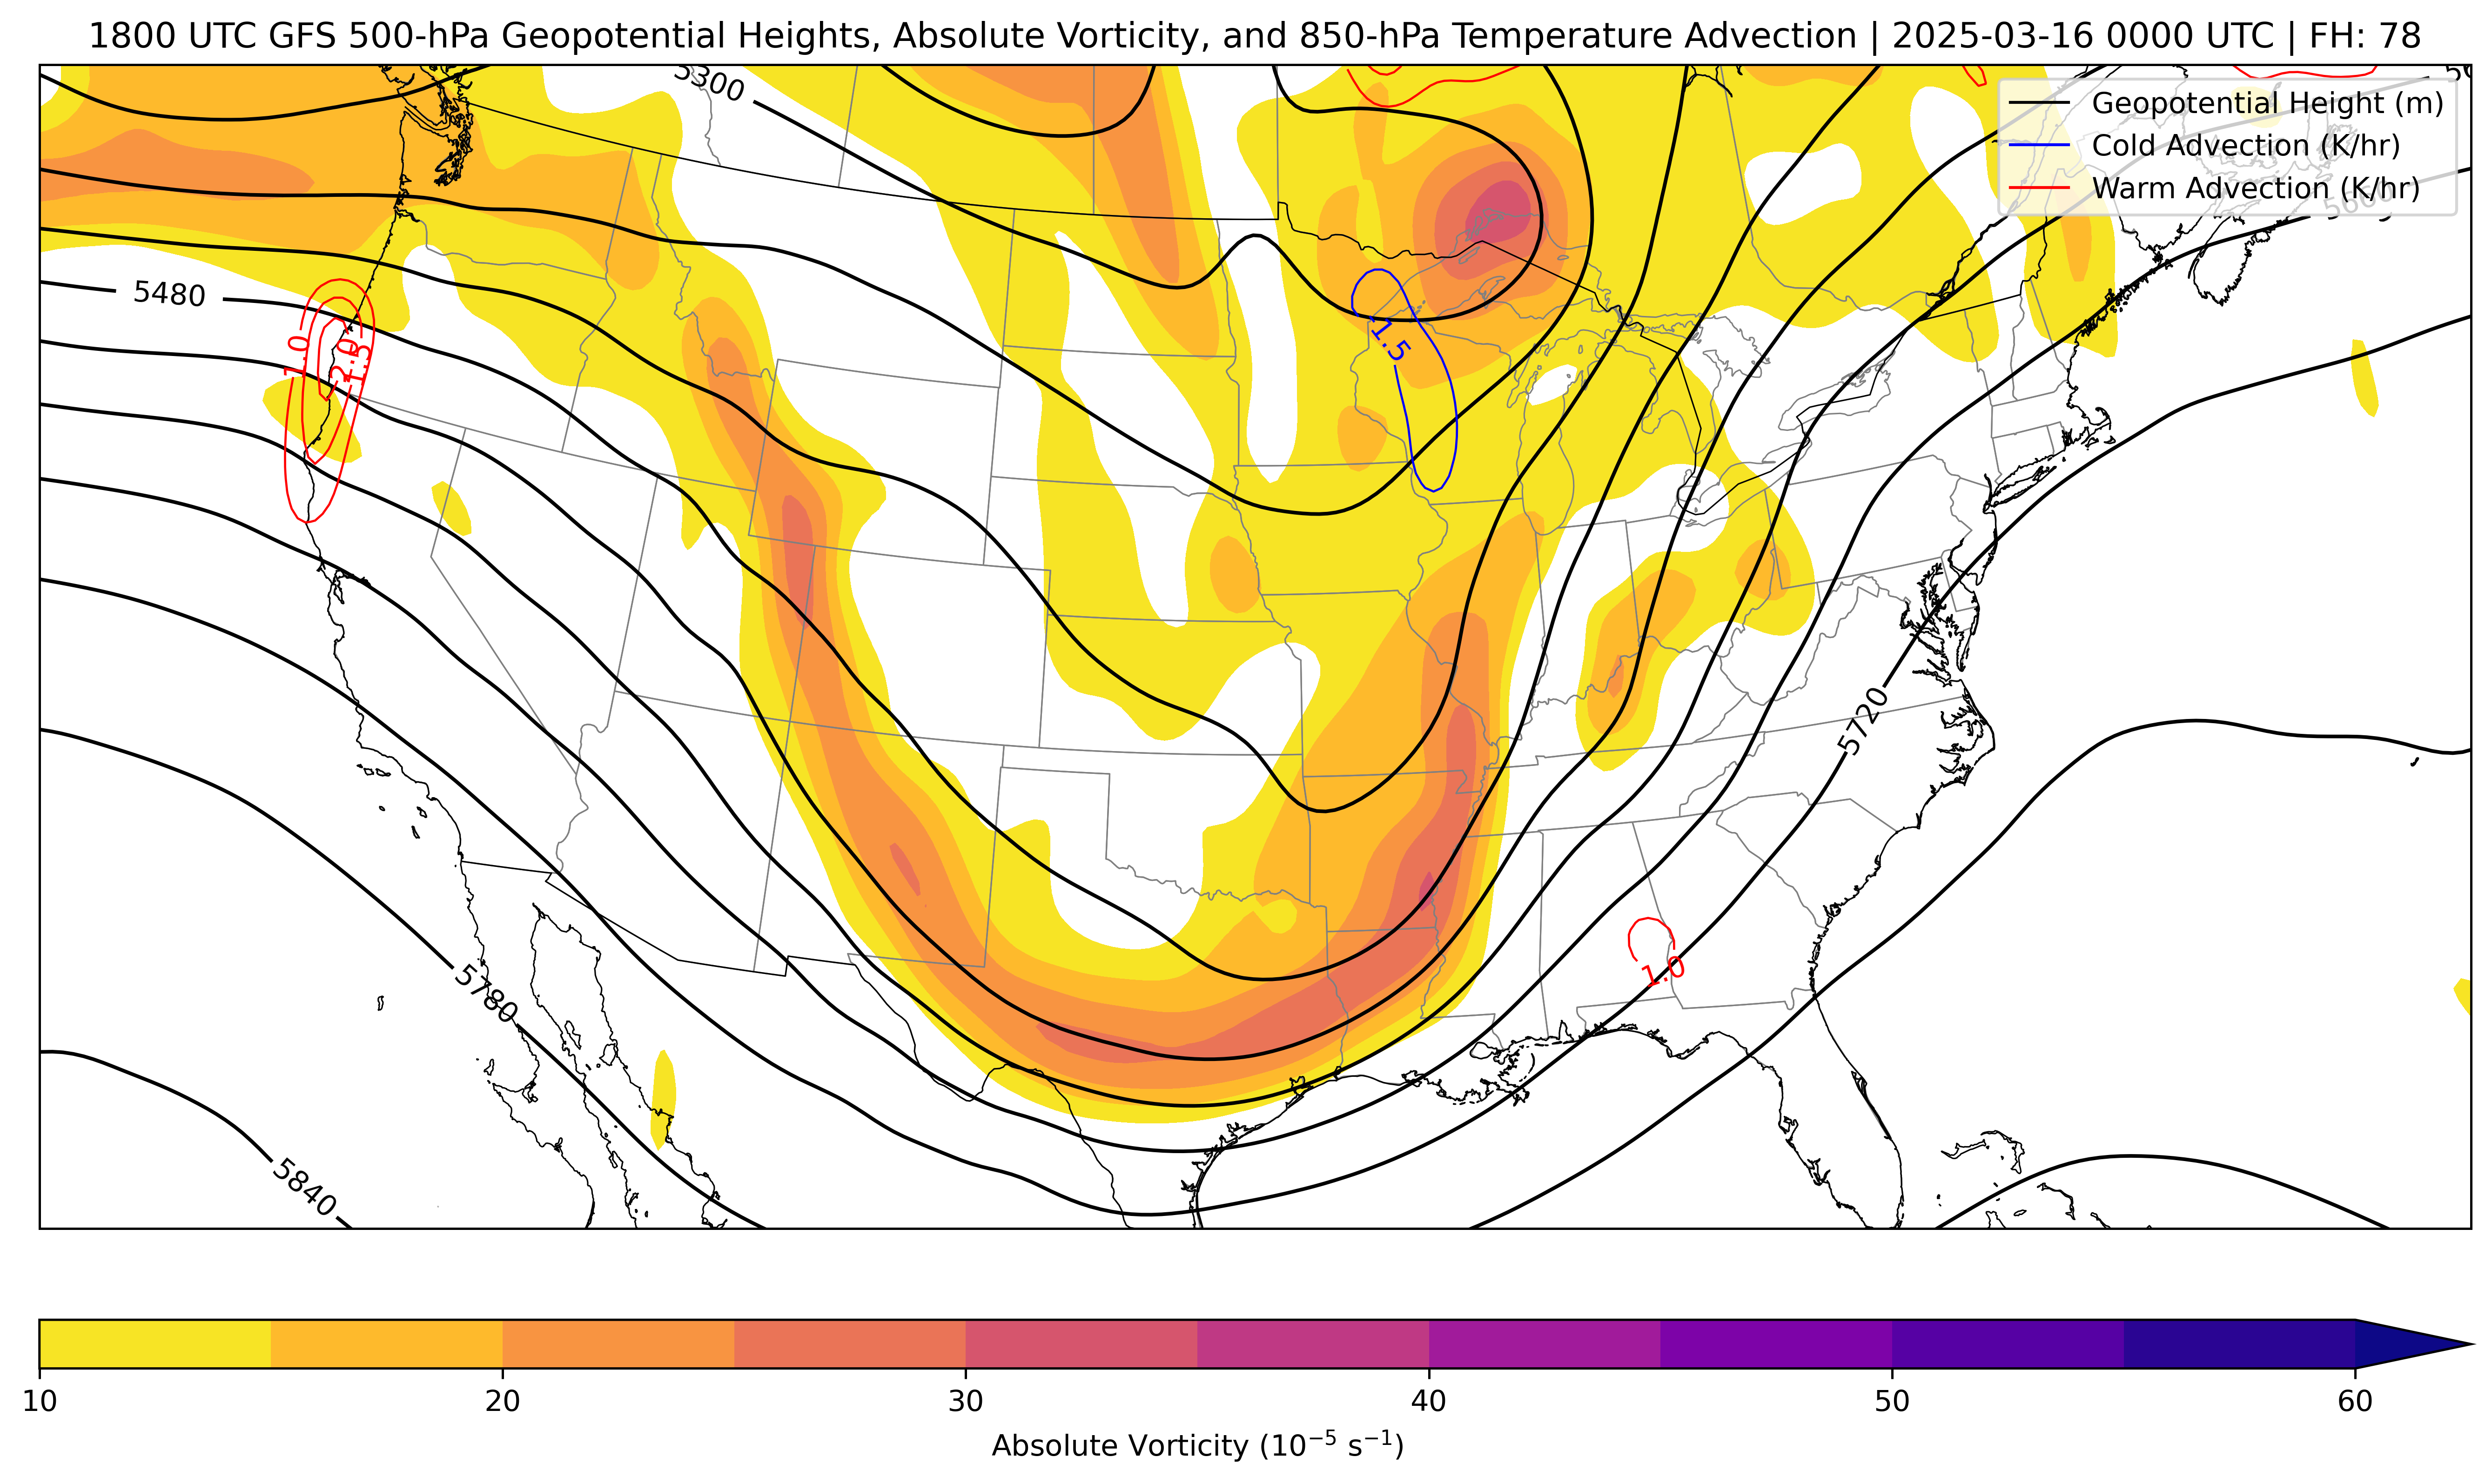 1800 UTC GFS 500-hPa Geopotential Heights, Absolute Vorticity, and 850-hPa Temperature Advection | 2025-03-16 0000 UTC | FH: 78
5300
Geopotential Height (m)
Cold Advection (K/hr)
Warm Advection (K/hr)
5600
5480
1.0
2.0
1.5
-1.5
5720
1.0
5780
5840
10 20 30 40 50 60
Absolute Vorticity (10⁻⁵ s⁻¹)